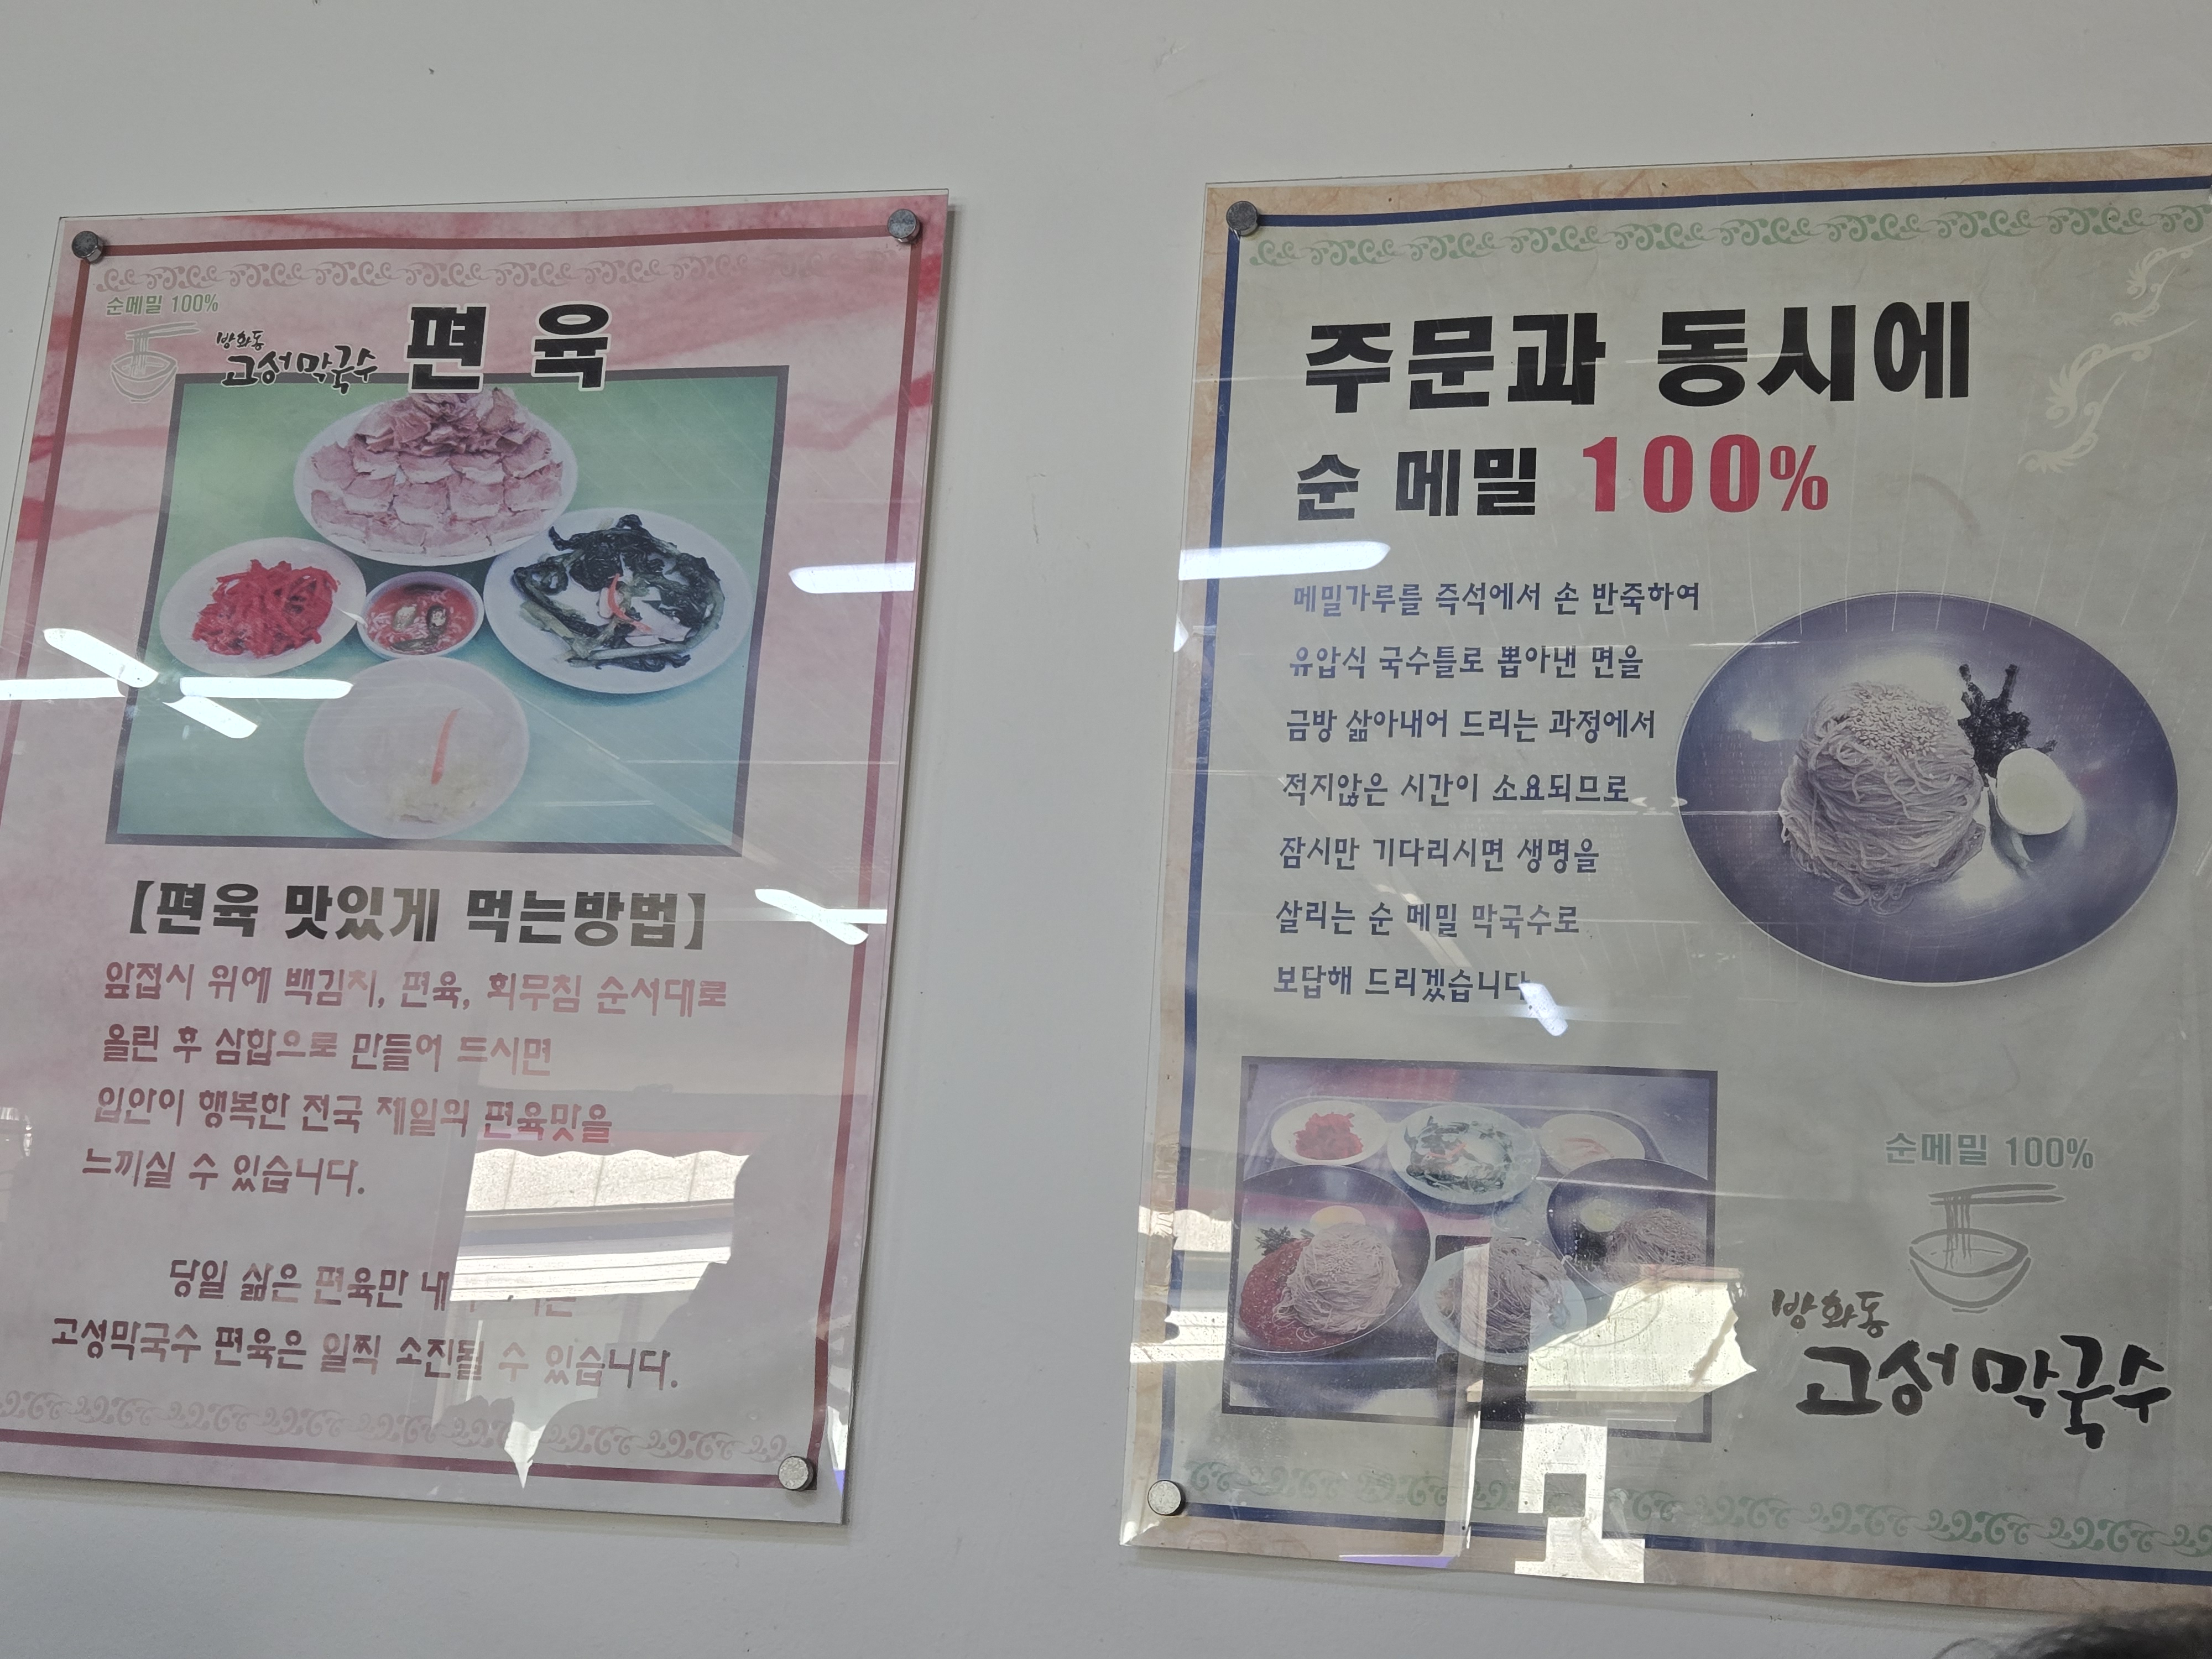 순메밀 100%
방화동
고성막국수
편육
【편육 맛있게 먹는방법】
앞접시 위에 백김치, 편육, 회무침 순서대로
올린 후 삼합으로 만들어 드시면
입안이 행복한 전국 제일의 편육맛을
느끼실 수 있습니다.
당일 삶은 편육만 내
고성막국수 편육은 일찍 소진될 수 있습니다.
주문과 동시에
순 메밀 100%
메밀가루를 즉석에서 손 반죽하여
유압식 국수틀로 뽑아낸 면을
금방 삶아내어 드리는 과정에서
적지않은 시간이 소요되므로
잠시만 기다리시면 생명을
살리는 순 메밀 막국수로
보답해 드리겠습니다
순메밀 100%
방화동
고성막국수